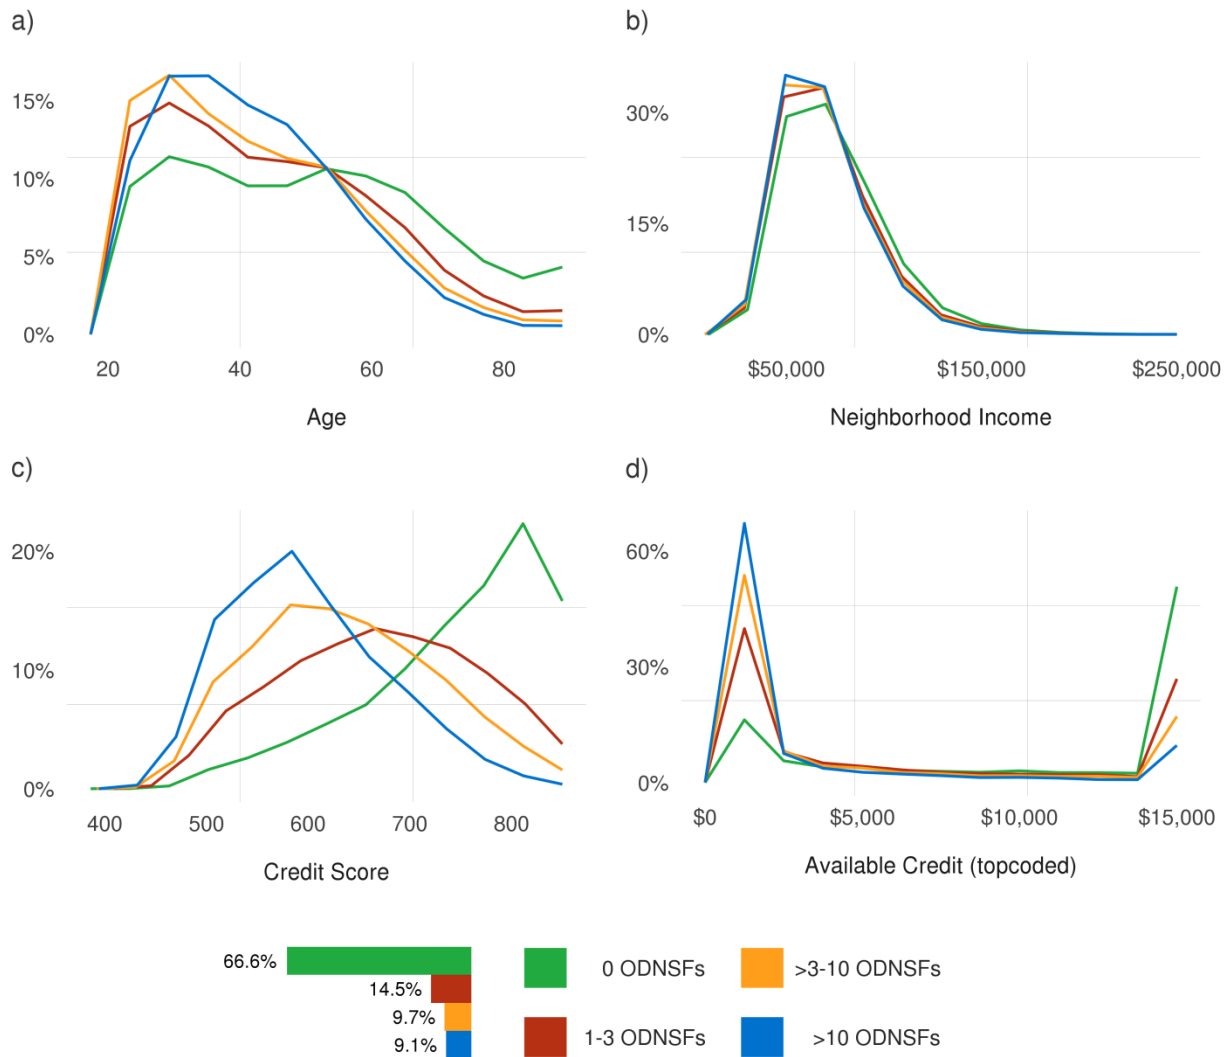 a)
15%
10%
5%
0%
20 40 60 80
Age
b)
30%
15%
0%
$50,000 $150,000 $250,000
Neighborhood Income
c)
20%
10%
0%
400 500 600 700 800
Credit Score
d)
60%
30%
0%
$0 $5,000 $10,000 $15,000
Available Credit (topcoded)
66.6%
14.5%
9.7%
9.1%
0 ODNSFs >3-10 ODNSFs
1-3 ODNSFs >10 ODNSFs